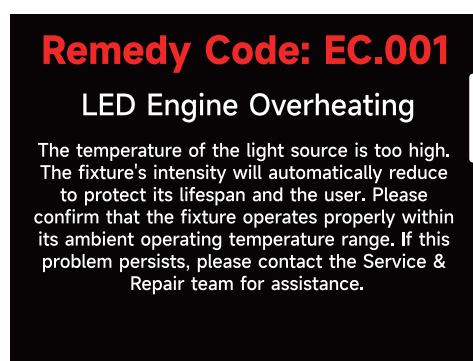 Remedy Code: EC.001
LED Engine Overheating
The temperature of the light source is too high.
The fixture's intensity will automatically reduce
to protect its lifespan and the user. Please
confirm that the fixture operates properly within
its ambient operating temperature range. If this
problem persists, please contact the Service &
Repair team for assistance.